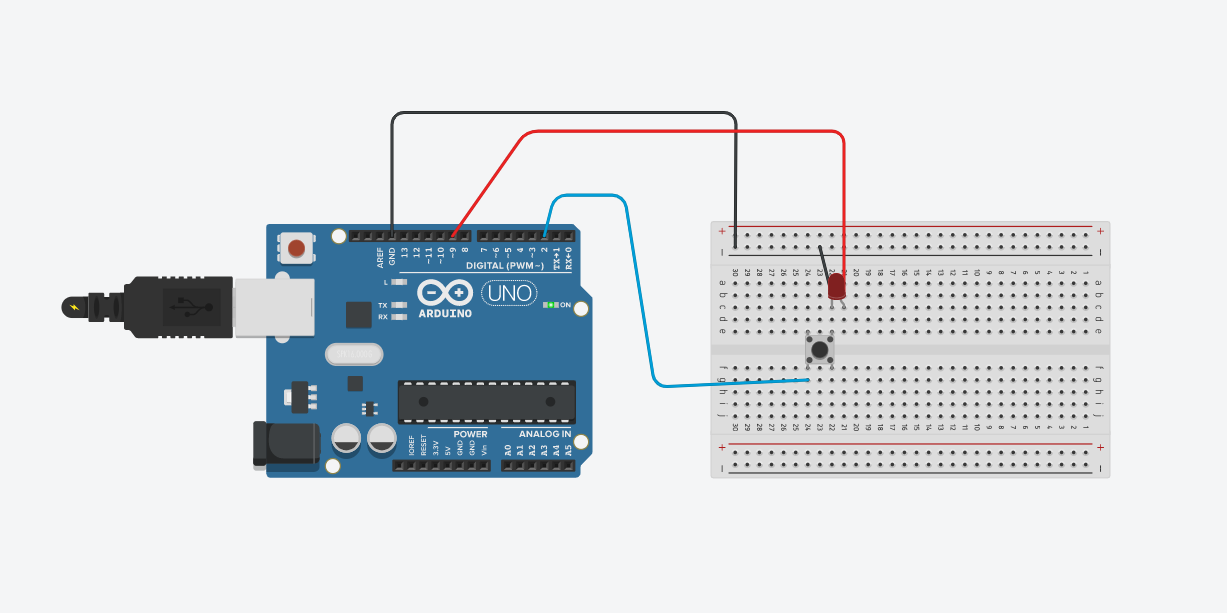 AREF
GND
13
12
~11
~10
~9
8
7
~6
~5
4
~3
2
TX→1
RX←0
DIGITAL (PWM~)
L
TX
RX
UNO
ON
ARDUINO
POWER
ANALOG IN
IOREF
RESET
3.3V
5V
GND
GND
Vin
A0
A1
A2
A3
A4
A5
+ +
− −
30 29 28 27 26 25 24 23 22 21 20 19 18 17 16 15 14 13 12 11 10 9 8 7 6 5 4 3 2 1
a a
b b
c c
d d
e e
f f
g g
h h
i i
j j
30 29 28 27 26 25 24 23 22 21 20 19 18 17 16 15 14 13 12 11 10 9 8 7 6 5 4 3 2 1
+ +
− −